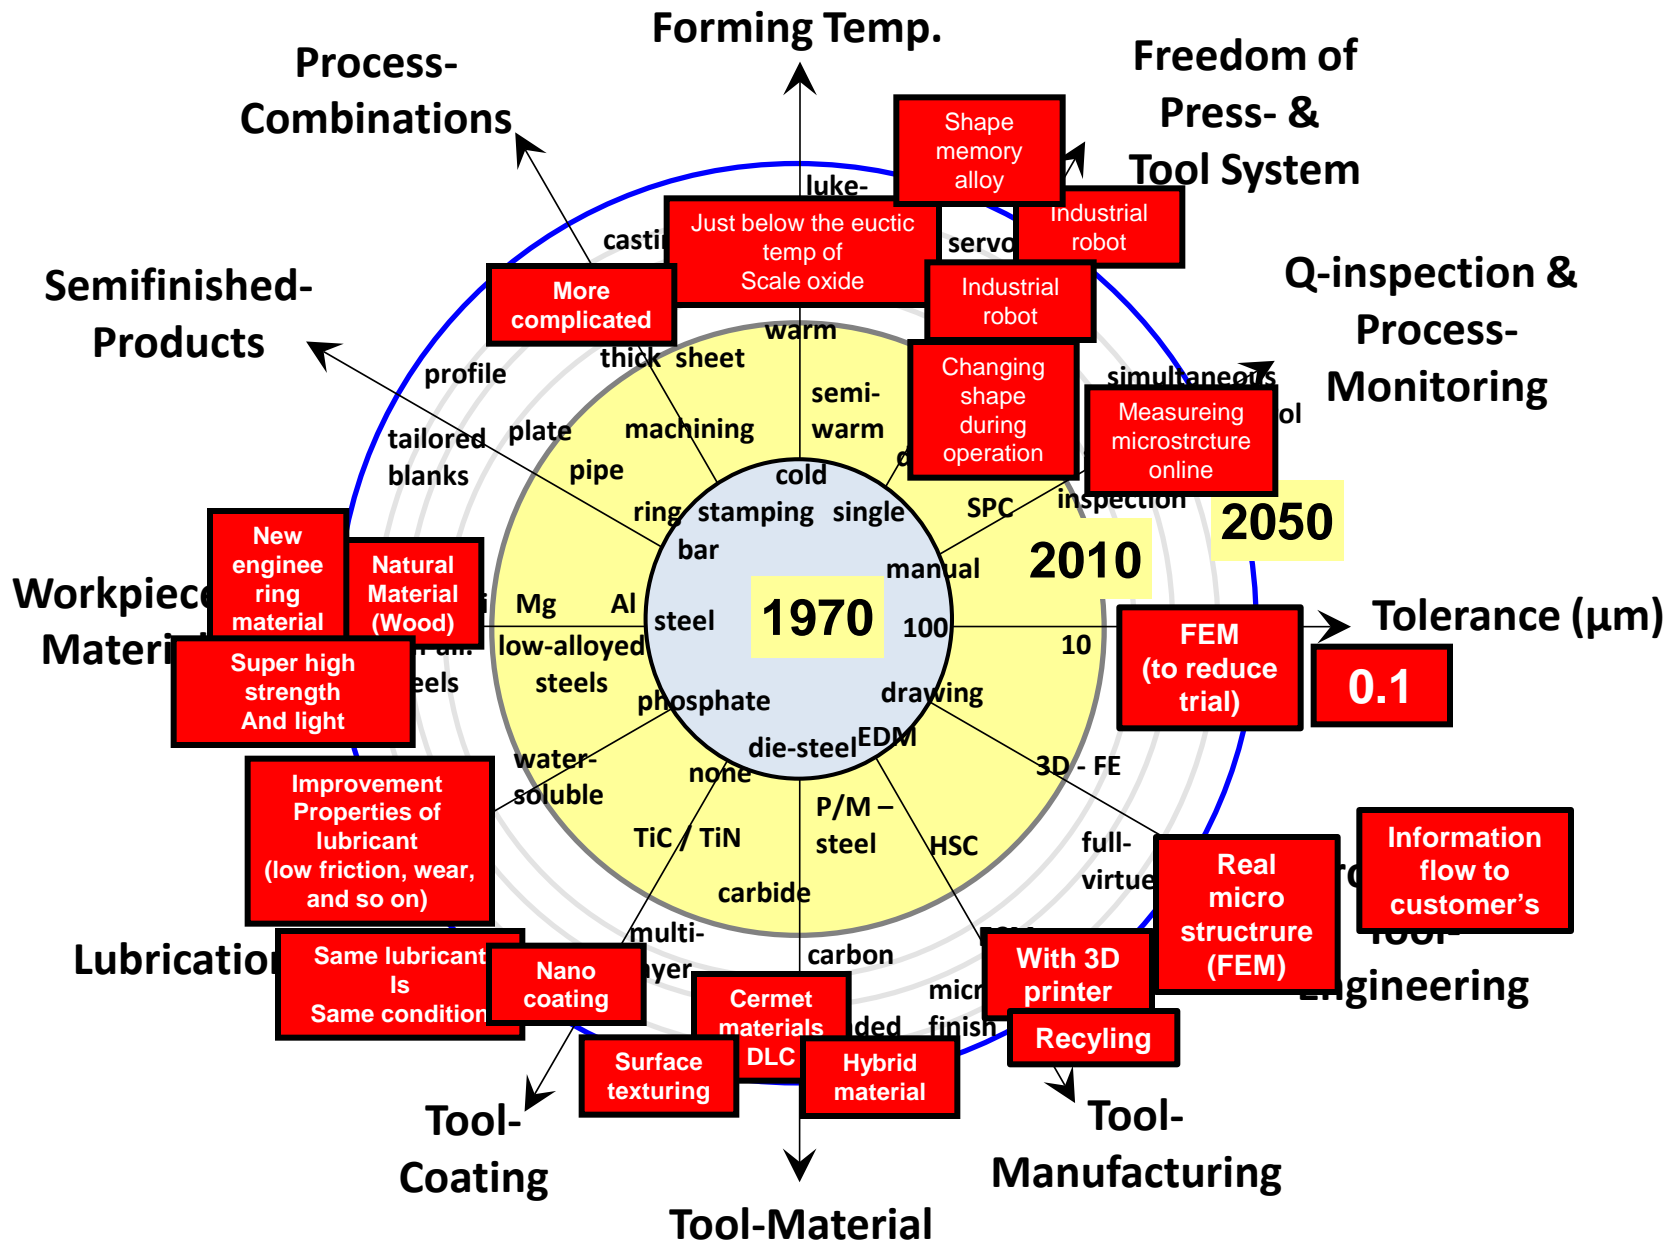 Forming Temp.
Process-
Combinations
Freedom of
Press- &
Tool System
Shape
memory
alloy
luke-
Just below the euctic
temp of
Scale oxide
servo
Industrial
robot
Industrial
robot
More
complicated
Semifinished-
Products
Q-inspection &
Process-
Monitoring
warm
thick sheet
profile
Changing
shape
during
operation
simultaneous
Measureing
microstrcture
online
semi-
warm
machining
plate
tailored
blanks
pipe
cold
ring
stamping
single
SPC
inspection
bar
manual
2010
2050
New
enginee
ring
material
Natural
Material
(Wood)
Workpiece
Mg
Al
steel
1970
100
10
FEM
(to reduce
trial)
Tolerance (µm)
0.1
low-alloyed
steels
Super high
strength
And light
phosphate
drawing
die-steel
EDM
none
water-
soluble
3D - FE
Improvement
Properties of
lubricant
(low friction, wear,
and so on)
TiC / TiN
P/M –
steel
HSC
full-
carbide
Real
micro
structrure
(FEM)
Information
flow to
customer’s
Tool-
Engineering
Lubrication
Same lubricant
Is
Same condition
multi-
Nano
coating
carbon
Cermet
materials
DLC
finish
With 3D
printer
Recyling
Surface
texturing
Hybrid
material
Tool-
Coating
Tool-
Manufacturing
Tool-Material